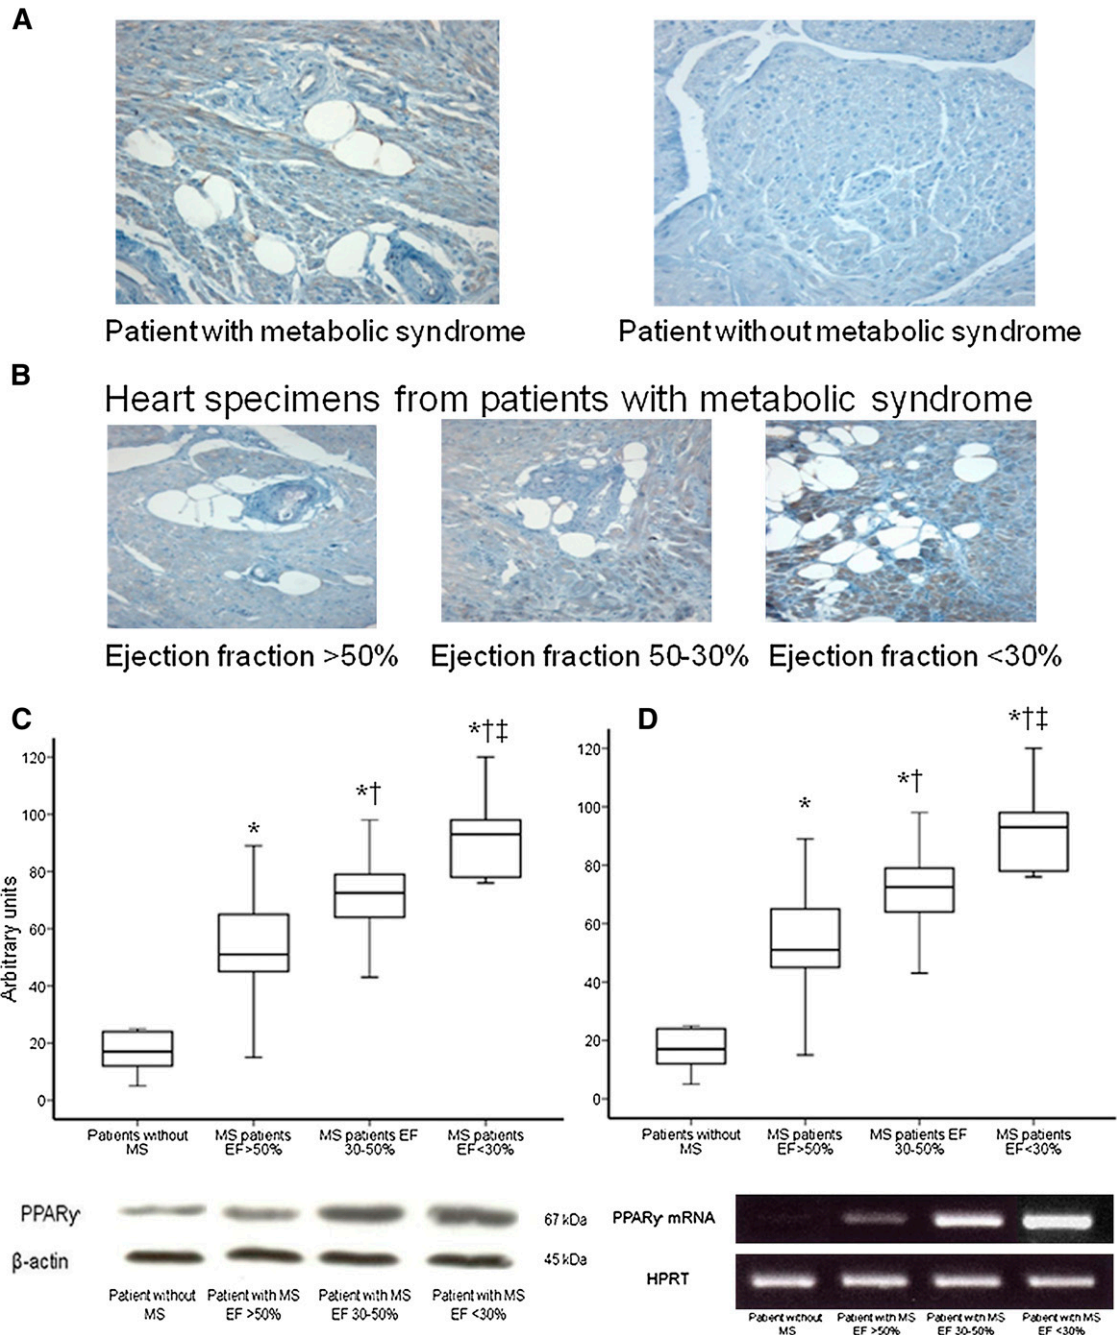 A
Patient with metabolic syndrome
Patient without metabolic syndrome
B
Heart specimens from patients with metabolic syndrome
Ejection fraction >50%
Ejection fraction 50-30%
Ejection fraction <30%
C
Arbitrary units
120
100
80
60
40
20
0
*
*†
*†‡
Patients without
MS
MS patients
EF>50%
MS patients EF
30-50%
MS patients
EF<30%
PPARγ
67 kDa
β-actin
45 kDa
Patient without
MS
Patient with MS
EF >50%
Patient with MS
EF 30-50%
Patient with MS
EF <30%
D
120
100
80
60
40
20
0
*
*†
*†‡
Patients without
MS
MS patients
EF>50%
MS patients EF
30-50%
MS patients
EF<30%
PPARγ mRNA
HPRT
Patient without
MS
Patient with MS
EF >50%
Patient with MS
EF 30-50%
Patient with MS
EF <30%